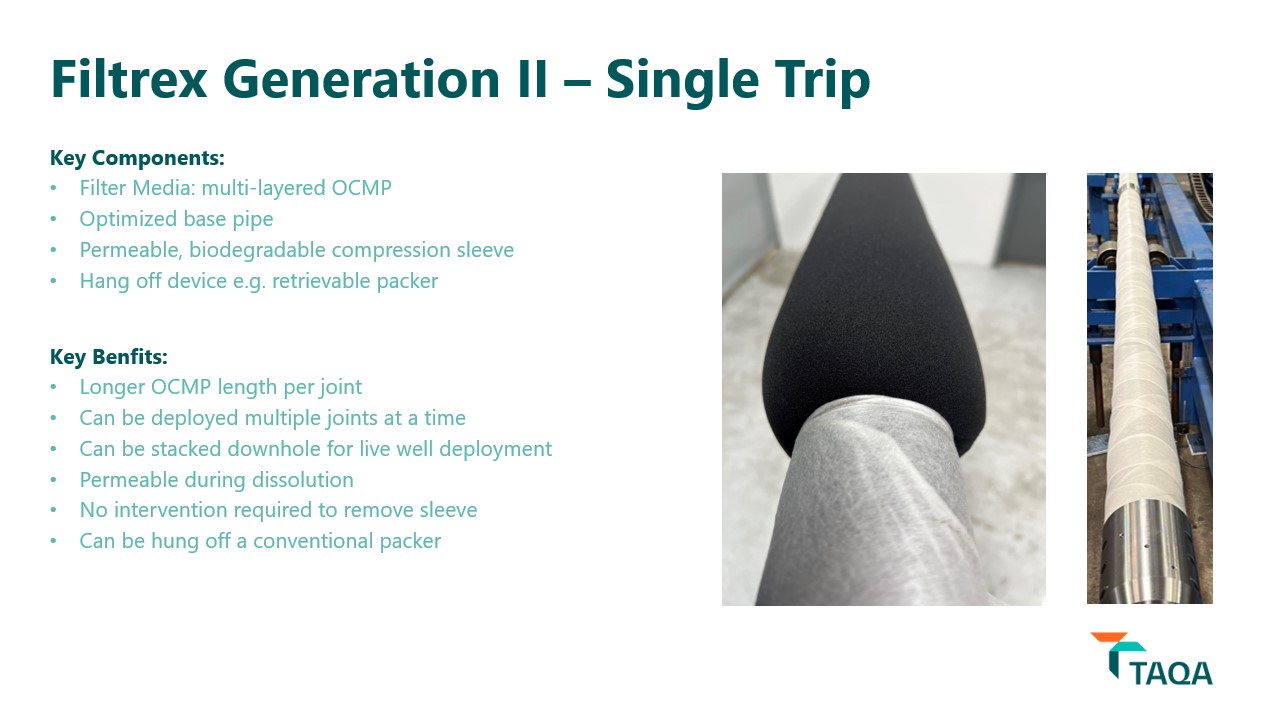 Filtrex Generation II – Single Trip
Key Components:
• Filter Media: multi-layered OCMP
• Optimized base pipe
• Permeable, biodegradable compression sleeve
• Hang off device e.g. retrievable packer
Key Benfits:
• Longer OCMP length per joint
• Can be deployed multiple joints at a time
• Can be stacked downhole for live well deployment
• Permeable during dissolution
• No intervention required to remove sleeve
• Can be hung off a conventional packer
TAQA